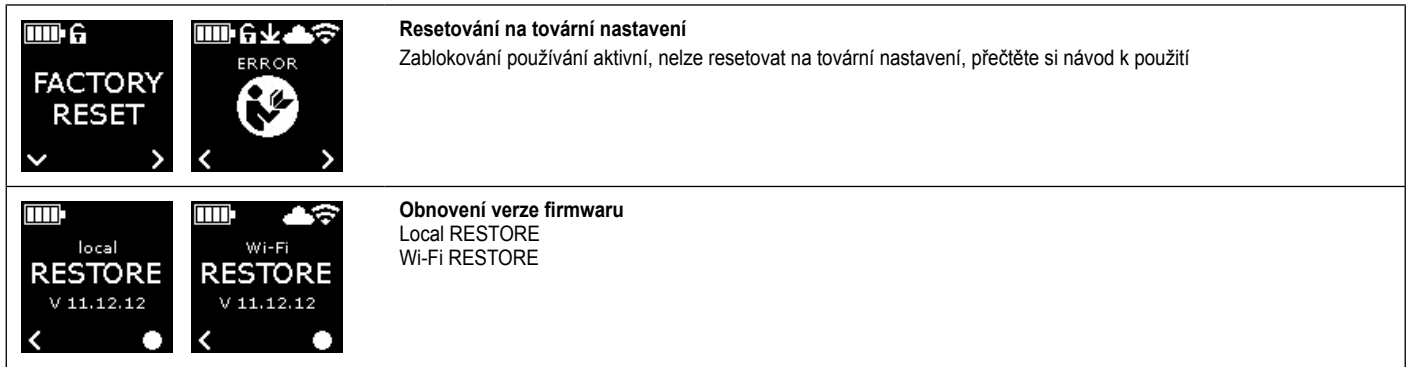 FACTORY
RESET
ERROR
Resetování na tovární nastavení
Zablokování používání aktivní, nelze resetovat na tovární nastavení, přečtěte si návod k použití
local
RESTORE
V 11.12.12
Wi-Fi
RESTORE
V 11.12.12
Obnovení verze firmwaru
Local RESTORE
Wi-Fi RESTORE